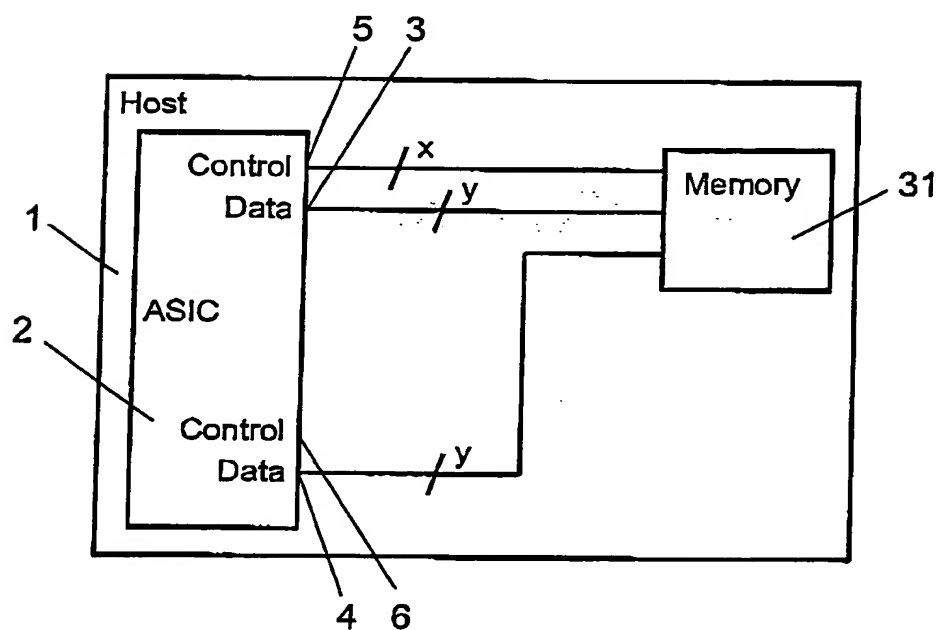 5 3
Host
Control x
Data y
Memory 31
1
ASIC
2
Control
Data y
4 6